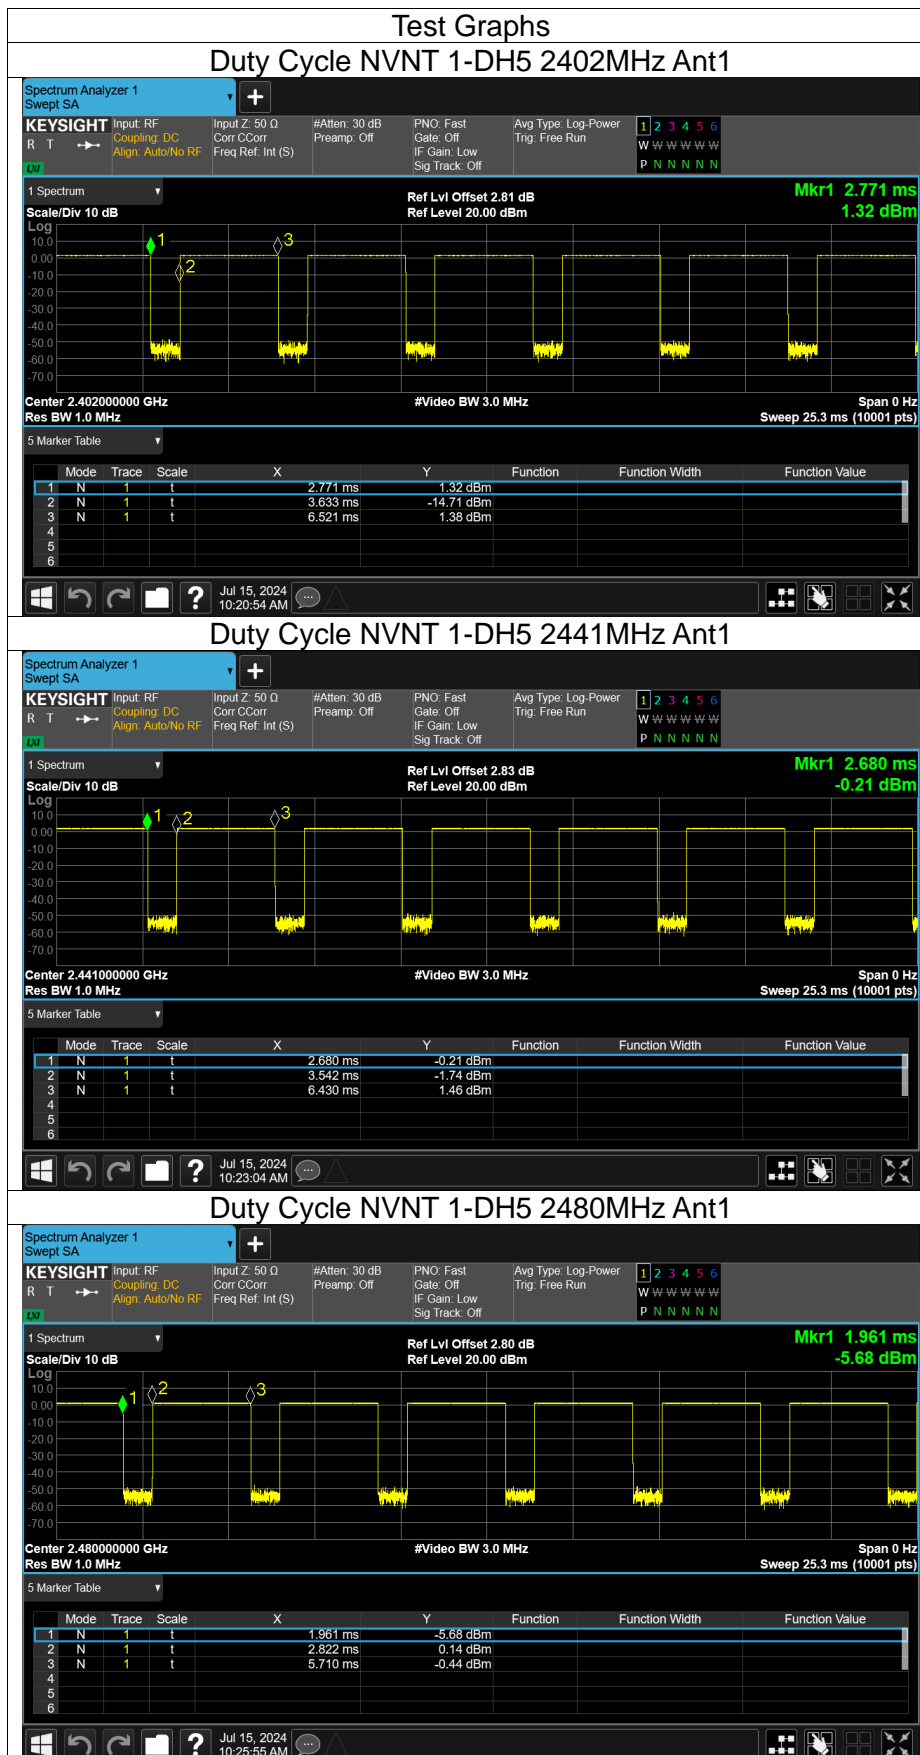 Test Graphs
Duty Cycle NVNT 1-DH5 2402MHz Ant1
Spectrum Analyzer 1
Swept SA
+
KEYSIGHT Input: RF Input Z: 50 Ω #Atten: 30 dB PNO: Fast Avg Type: Log-Power 1 2 3 4 5 6
R T Coupling: DC Corr CCorr Preamp: Off Gate: Off Trig: Free Run W W W W W W
Align: Auto/No RF Freq Ref: Int (S) IF Gain: Low
LXI Sig Track: Off P N N N N N
1 Spectrum Ref Lvl Offset 2.81 dB Mkr1 2.771 ms
Scale/Div 10 dB Ref Level 20.00 dBm 1.32 dBm
Log
10.0
0.00
-10.0
-20.0
-30.0
-40.0
-50.0
-60.0
-70.0
1 2 3
Center 2.402000000 GHz #Video BW 3.0 MHz Span 0 Hz
Res BW 1.0 MHz Sweep 25.3 ms (10001 pts)
5 Marker Table
Mode Trace Scale X Y Function Function Width Function Value
1 N 1 t 2.771 ms 1.32 dBm
2 N 1 t 3.633 ms -14.71 dBm
3 N 1 t 6.521 ms 1.38 dBm
4
5
6
? Jul 15, 2024
10:20:54 AM
Duty Cycle NVNT 1-DH5 2441MHz Ant1
Spectrum Analyzer 1
Swept SA
+
KEYSIGHT Input: RF Input Z: 50 Ω #Atten: 30 dB PNO: Fast Avg Type: Log-Power 1 2 3 4 5 6
R T Coupling: DC Corr CCorr Preamp: Off Gate: Off Trig: Free Run W W W W W W
Align: Auto/No RF Freq Ref: Int (S) IF Gain: Low
LXI Sig Track: Off P N N N N N
1 Spectrum Ref Lvl Offset 2.83 dB Mkr1 2.680 ms
Scale/Div 10 dB Ref Level 20.00 dBm -0.21 dBm
Log
10.0
0.00
-10.0
-20.0
-30.0
-40.0
-50.0
-60.0
-70.0
1 2 3
Center 2.441000000 GHz #Video BW 3.0 MHz Span 0 Hz
Res BW 1.0 MHz Sweep 25.3 ms (10001 pts)
5 Marker Table
Mode Trace Scale X Y Function Function Width Function Value
1 N 1 t 2.680 ms -0.21 dBm
2 N 1 t 3.542 ms -1.74 dBm
3 N 1 t 6.430 ms 1.46 dBm
4
5
6
? Jul 15, 2024
10:23:04 AM
Duty Cycle NVNT 1-DH5 2480MHz Ant1
Spectrum Analyzer 1
Swept SA
+
KEYSIGHT Input: RF Input Z: 50 Ω #Atten: 30 dB PNO: Fast Avg Type: Log-Power 1 2 3 4 5 6
R T Coupling: DC Corr CCorr Preamp: Off Gate: Off Trig: Free Run W W W W W W
Align: Auto/No RF Freq Ref: Int (S) IF Gain: Low
LXI Sig Track: Off P N N N N N
1 Spectrum Ref Lvl Offset 2.80 dB Mkr1 1.961 ms
Scale/Div 10 dB Ref Level 20.00 dBm -5.68 dBm
Log
10.0
0.00
-10.0
-20.0
-30.0
-40.0
-50.0
-60.0
-70.0
1 2 3
Center 2.480000000 GHz #Video BW 3.0 MHz Span 0 Hz
Res BW 1.0 MHz Sweep 25.3 ms (10001 pts)
5 Marker Table
Mode Trace Scale X Y Function Function Width Function Value
1 N 1 t 1.961 ms -5.68 dBm
2 N 1 t 2.822 ms 0.14 dBm
3 N 1 t 5.710 ms -0.44 dBm
4
5
6
? Jul 15, 2024
10:25:55 AM